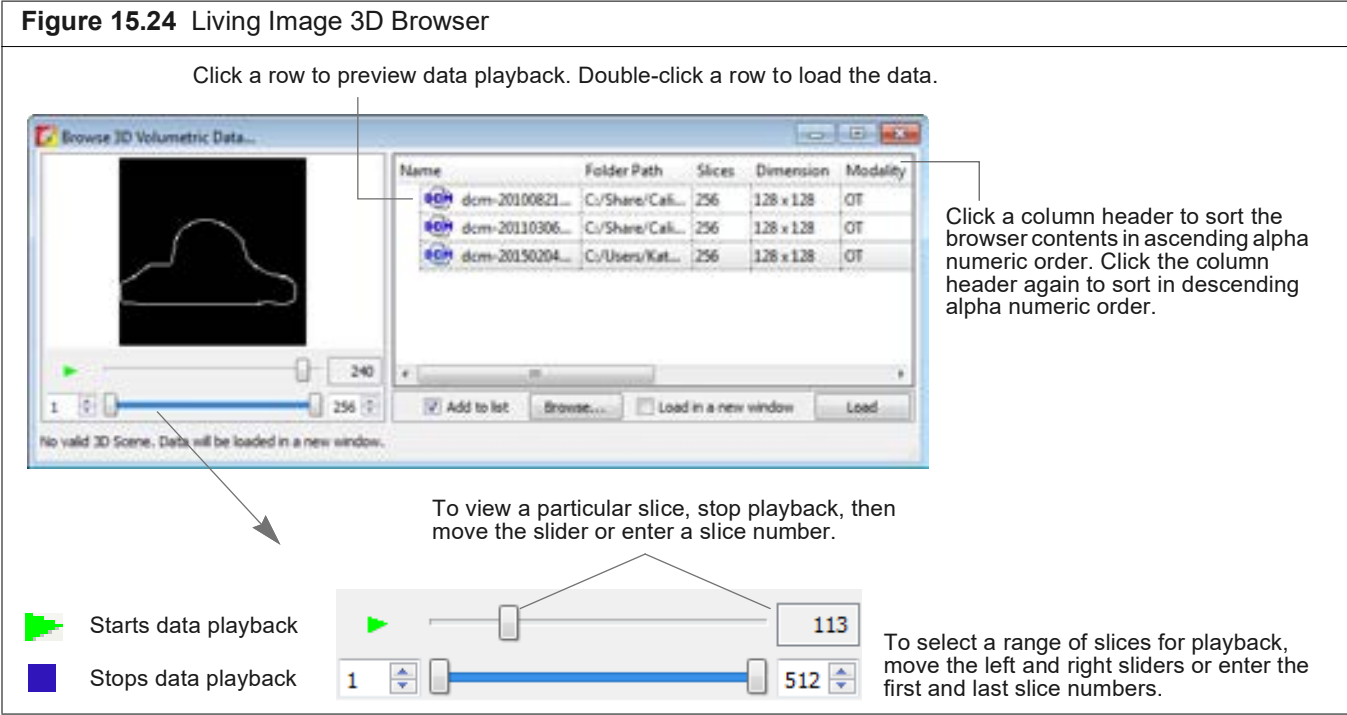 Figure 15.24 Living Image 3D Browser
Click a row to preview data playback. Double-click a row to load the data.
Browse 3D Volumetric Data...
Name Folder Path Slices Dimension Modality
DCM dcm-20100821... C:/Share/Cali... 256 128 x 128 OT
DCM dcm-20110306... C:/Share/Cali... 256 128 x 128 OT
DCM dcm-20150204... C:/Users/Kat... 256 128 x 128 OT
240
1 256
Add to list Browse... Load in a new window Load
No valid 3D Scene. Data will be loaded in a new window.
Click a column header to sort the
browser contents in ascending alpha
numeric order. Click the column
header again to sort in descending
alpha numeric order.
To view a particular slice, stop playback, then
move the slider or enter a slice number.
Starts data playback
Stops data playback
113
1 512
To select a range of slices for playback,
move the left and right sliders or enter the
first and last slice numbers.